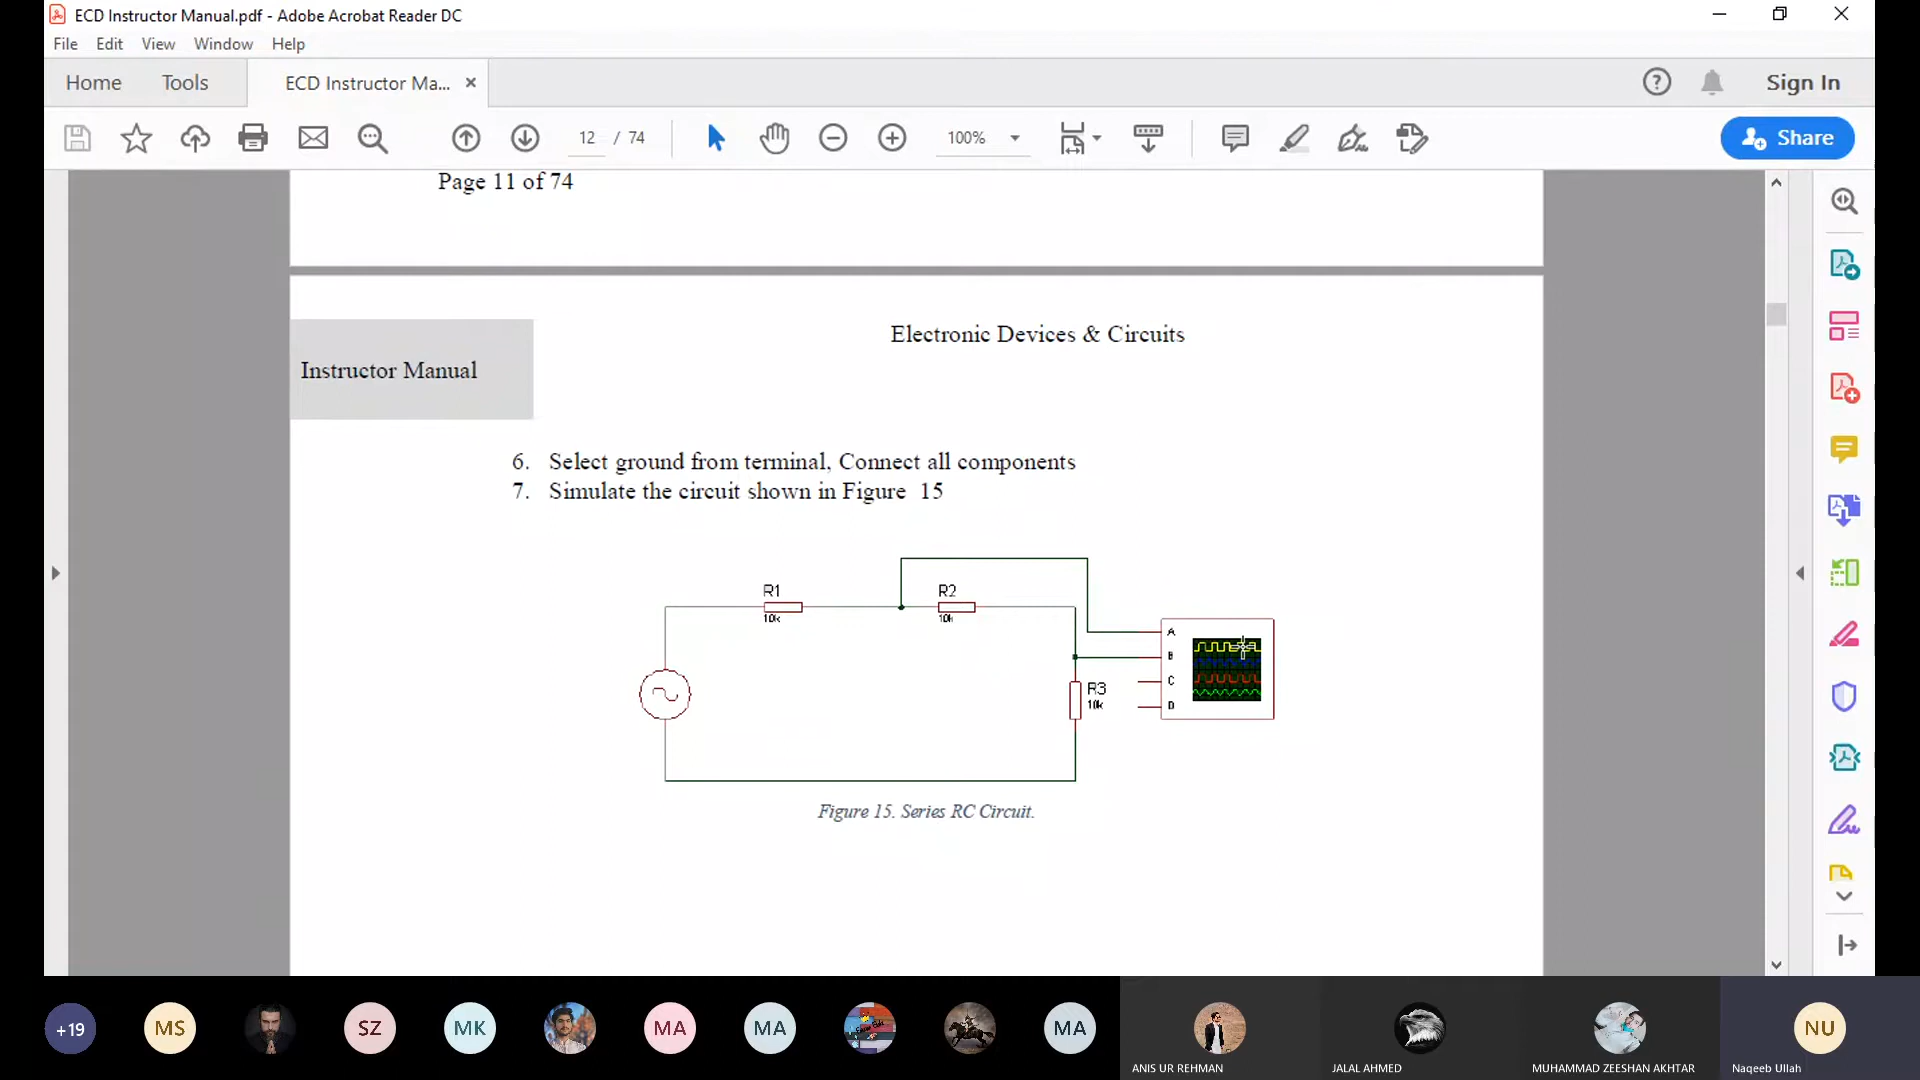 ECD Instructor Manual.pdf - Adobe Acrobat Reader DC
File Edit View Window Help
Home Tools ECD Instructor Ma... × Sign In
12 / 74 100% Share
Page 11 of 74
Electronic Devices & Circuits
Instructor Manual
6. Select ground from terminal, Connect all components
7. Simulate the circuit shown in Figure 15
R1
10k
R2
10k
A
B
C
D
R3
10k
Figure 15. Series RC Circuit.
+19 MS SZ MK MA MA MA NU
ANIS UR REHMAN JALAL AHMED MUHAMMAD ZEESHAN AKHTAR Naqeeb Ullah